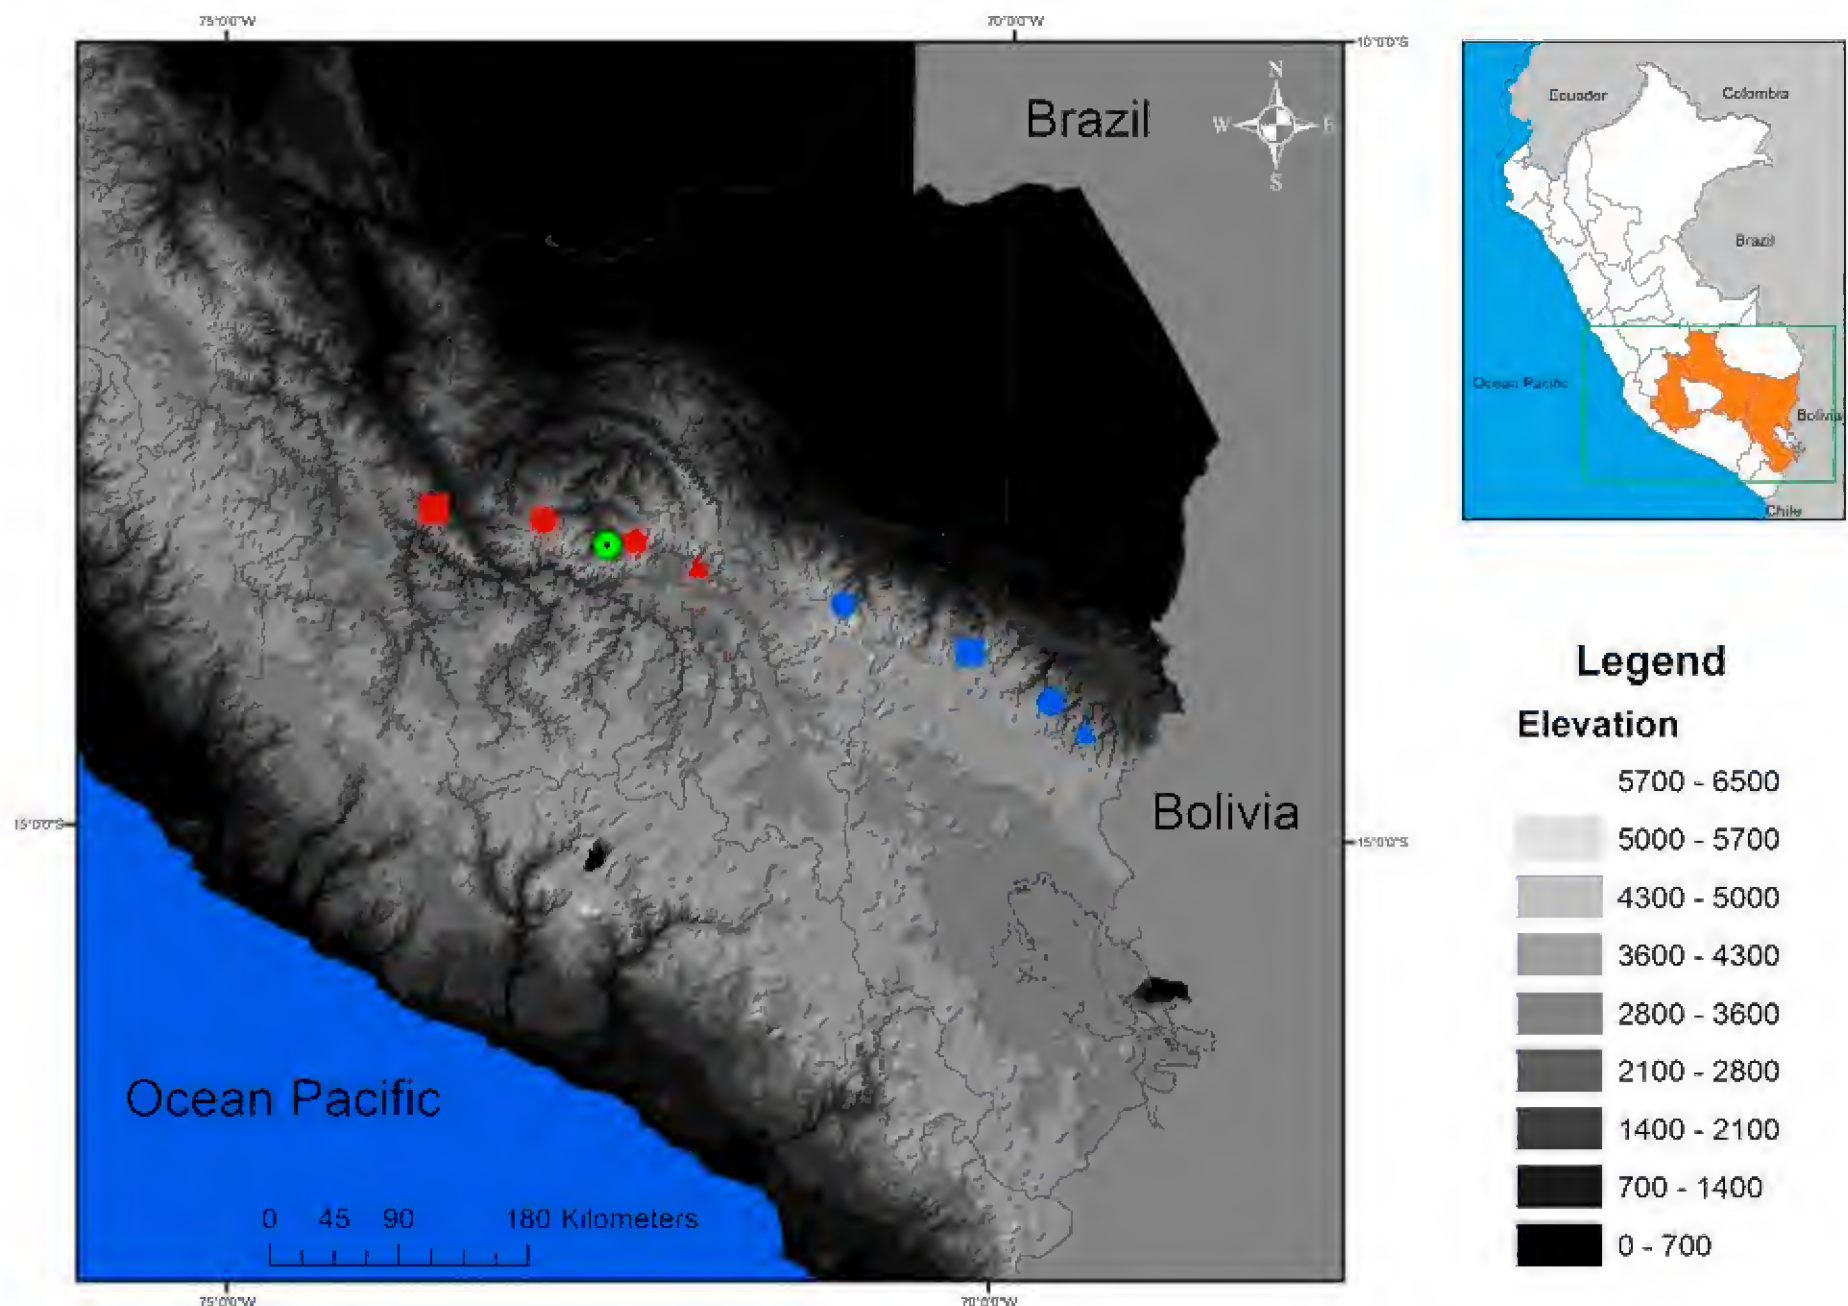 75°0'0"W
70°0'0"W
10°0'0"S
Brazil
N
W
E
S
Ecuador
Colombia
Brazil
Ocean Pacific
Bolivia
Chile
15°0'0"S
Bolivia
15°0'0"S
Ocean Pacific
0 45 90 180 Kilometers
75°0'0"W
70°0'0"W
Legend
Elevation
5700 - 6500
5000 - 5700
4300 - 5000
3600 - 4300
2800 - 3600
2100 - 2800
1400 - 2100
700 - 1400
0 - 700